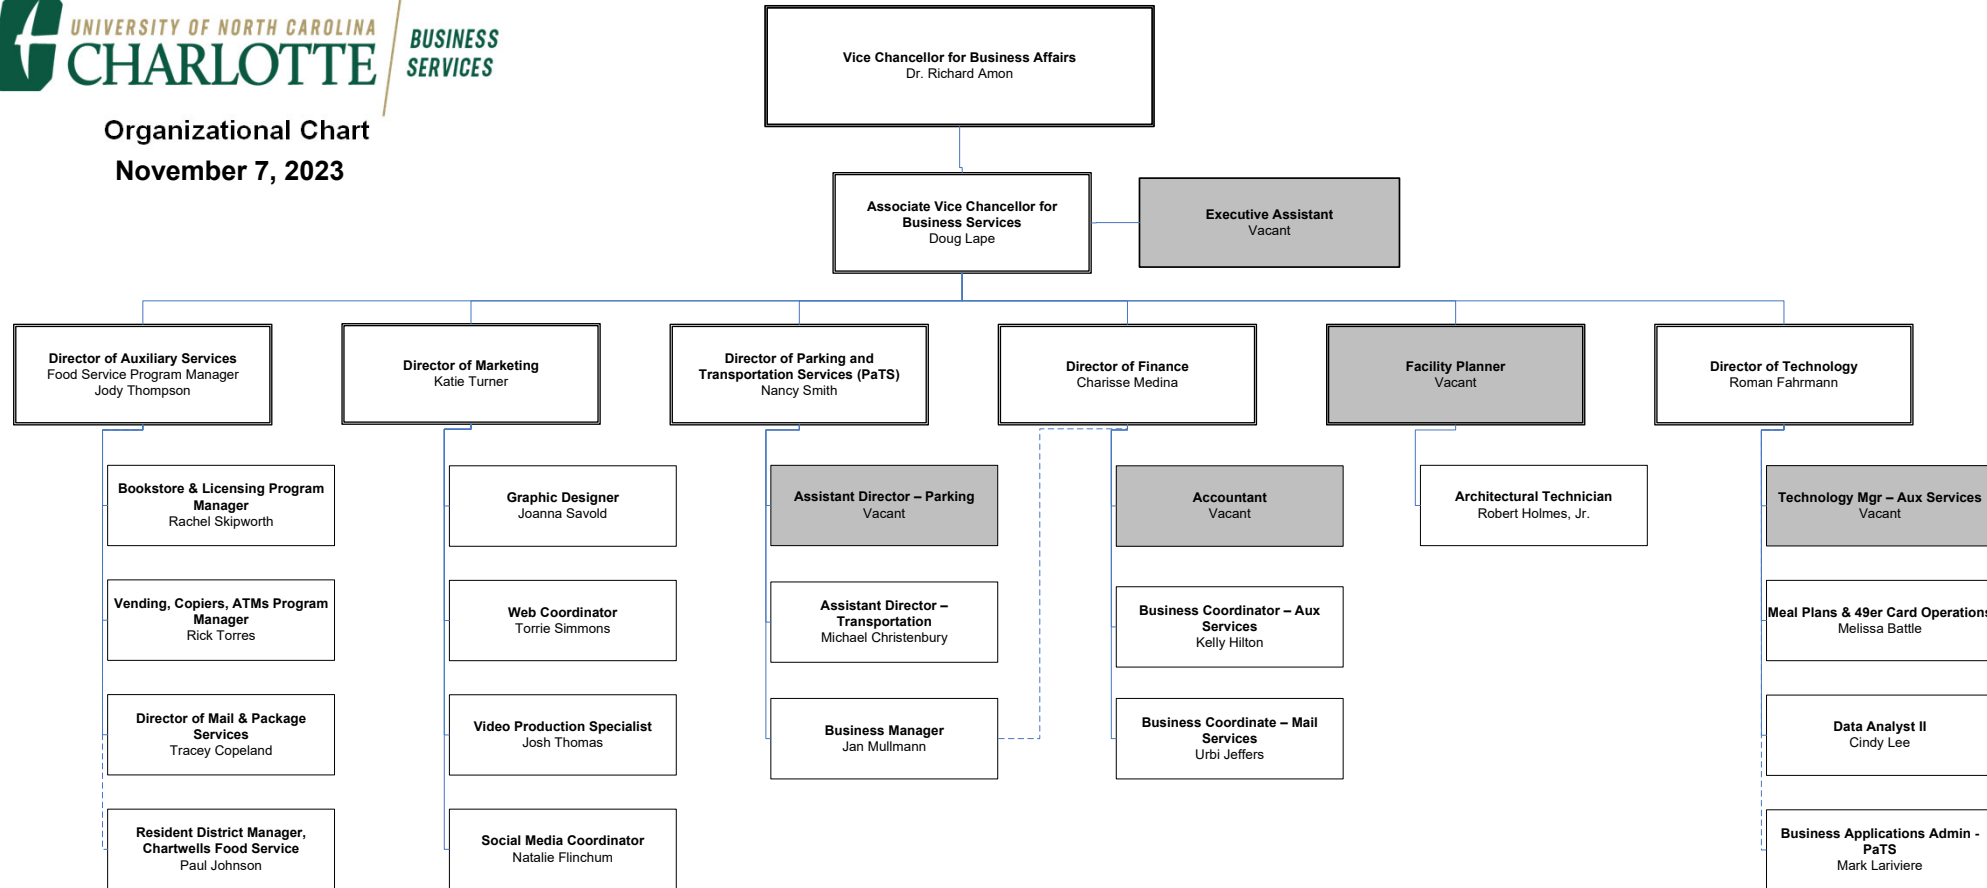 UNIVERSITY OF NORTH CAROLINA
CHARLOTTE
BUSINESS
SERVICES
Organizational Chart
November 7, 2023
Vice Chancellor for Business Affairs
Dr. Richard Amon
Associate Vice Chancellor for
Business Services
Doug Lape
Executive Assistant
Vacant
Director of Auxiliary Services
Food Service Program Manager
Jody Thompson
Director of Marketing
Katie Turner
Director of Parking and
Transportation Services (PaTS)
Nancy Smith
Director of Finance
Charisse Medina
Facility Planner
Vacant
Director of Technology
Roman Fahrmann
Bookstore & Licensing Program
Manager
Rachel Skipworth
Graphic Designer
Joanna Savold
Assistant Director – Parking
Vacant
Accountant
Vacant
Architectural Technician
Robert Holmes, Jr.
Technology Mgr – Aux Services
Vacant
Vending, Copiers, ATMs Program
Manager
Rick Torres
Web Coordinator
Torrie Simmons
Assistant Director –
Transportation
Michael Christenbury
Business Coordinator – Aux
Services
Kelly Hilton
Meal Plans & 49er Card Operations
Melissa Battle
Director of Mail & Package
Services
Tracey Copeland
Video Production Specialist
Josh Thomas
Business Manager
Jan Mullmann
Business Coordinate – Mail
Services
Urbi Jeffers
Data Analyst II
Cindy Lee
Resident District Manager,
Chartwells Food Service
Paul Johnson
Social Media Coordinator
Natalie Flinchum
Business Applications Admin -
PaTS
Mark Lariviere